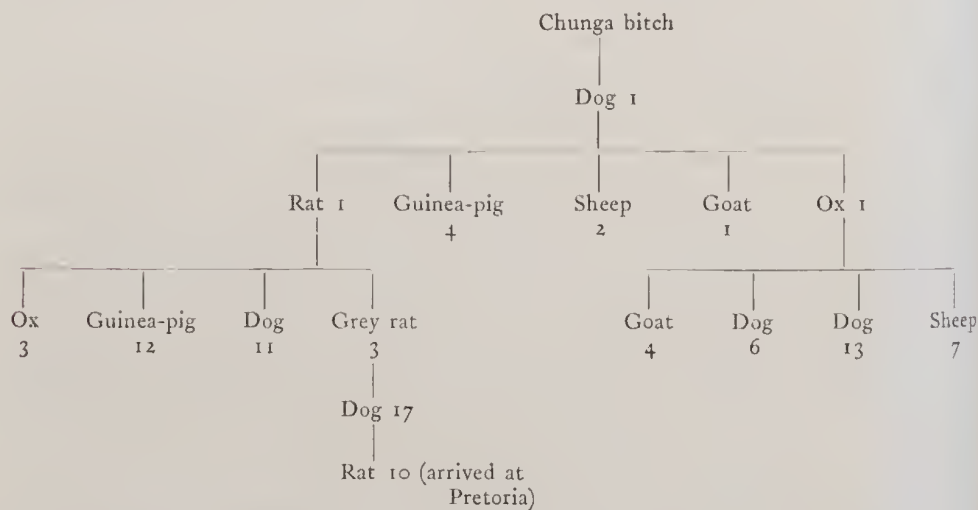 Chunga bitch
Dog 1
Rat 1 Guinea-pig Sheep Goat Ox 1
4 2 1
Ox Guinea-pig Dog Grey rat Goat Dog Dog Sheep
3 12 11 3 4 6 13 7
Dog 17
Rat 10 (arrived at
Pretoria)